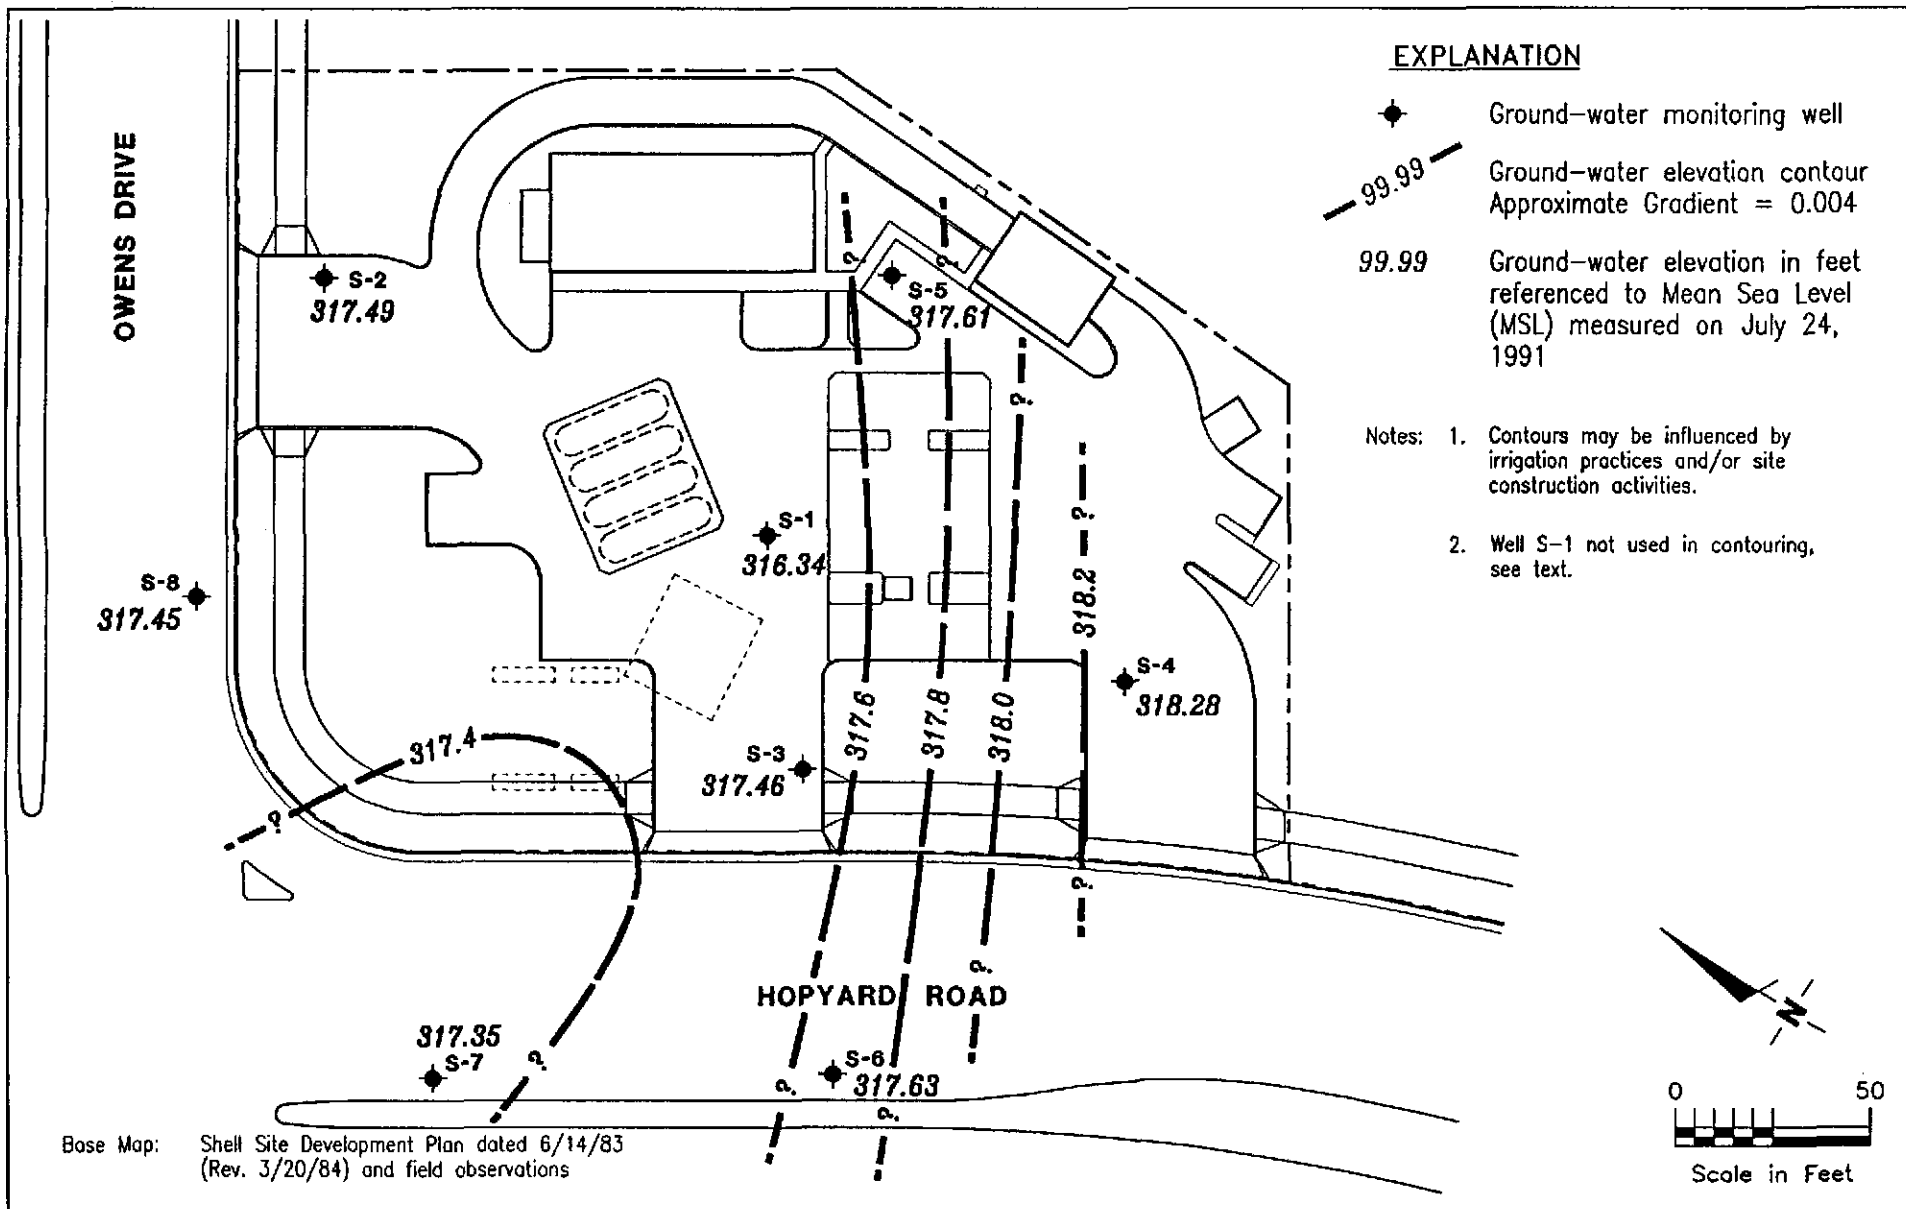 EXPLANATION
Ground-water monitoring well
99.99
Ground-water elevation contour
Approximate Gradient = 0.004
99.99
Ground-water elevation in feet
referenced to Mean Sea Level
(MSL) measured on July 24,
1991
Notes: 1. Contours may be influenced by
irrigation practices and/or site
construction activities.
2. Well S-1 not used in contouring,
see text.
OWENS DRIVE
S-2
317.49
?
?
S-5
317.61
?
?
S-1
316.34
318.2
S-8
317.45
S-4
318.28
317.6
317.8
318.0
317.4
S-3
317.46
?
?
?
HOPYARD ROAD
317.35
S-7
?
S-6
317.63
?
?
N
0 50
Scale in Feet
Base Map: Shell Site Development Plan dated 6/14/83
(Rev. 3/20/84) and field observations